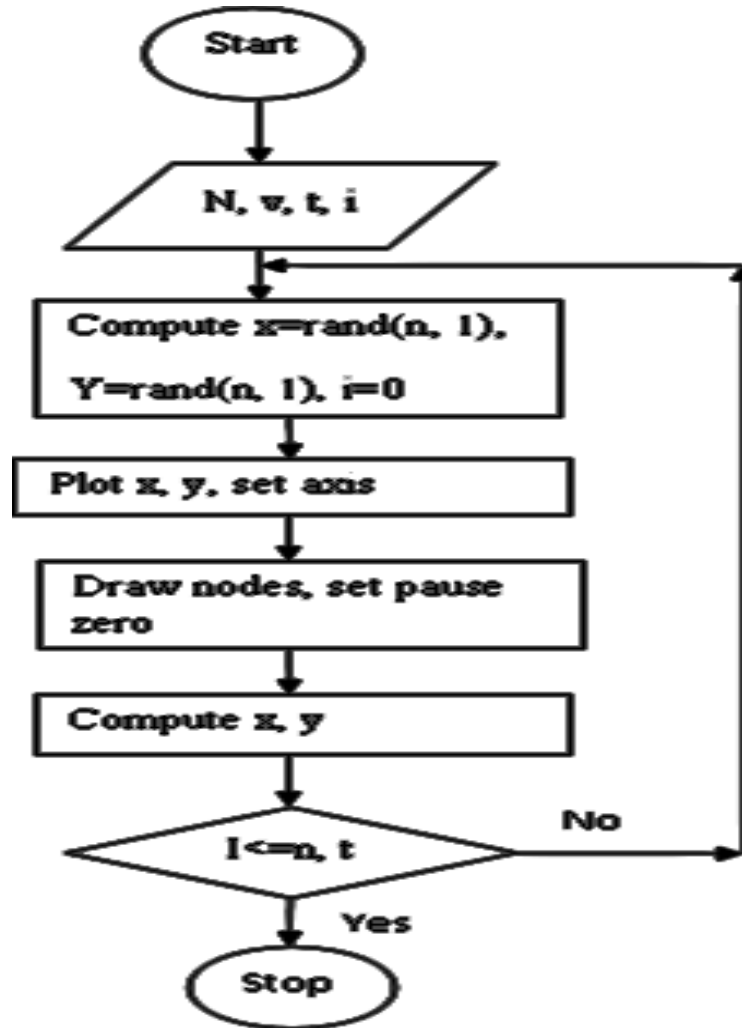 Start
N, v, t, i
Compute x=rand(n, 1),
Y=rand(n, 1), i=0
Plot x, y, set axis
Draw nodes, set pause
zero
Compute x, y
I<=n, t
No
Yes
Stop